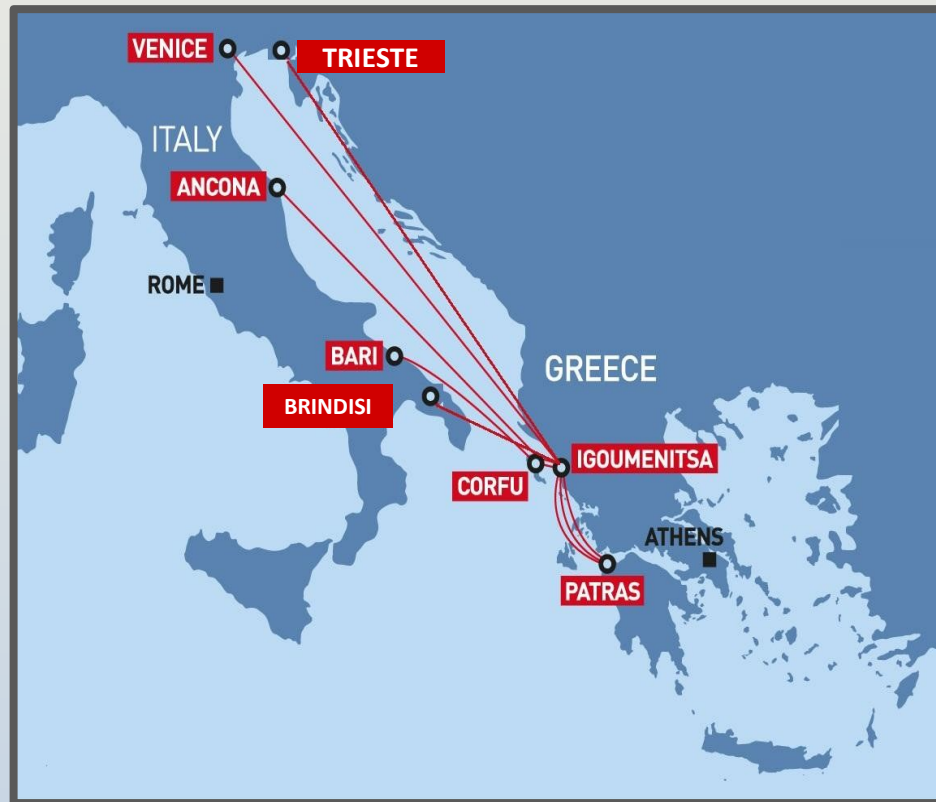 VENICE
TRIESTE
ITALY
ANCONA
ROME
BARI
GREECE
BRINDISI
IGOUMENITSA
CORFU
ATHENS
PATRAS